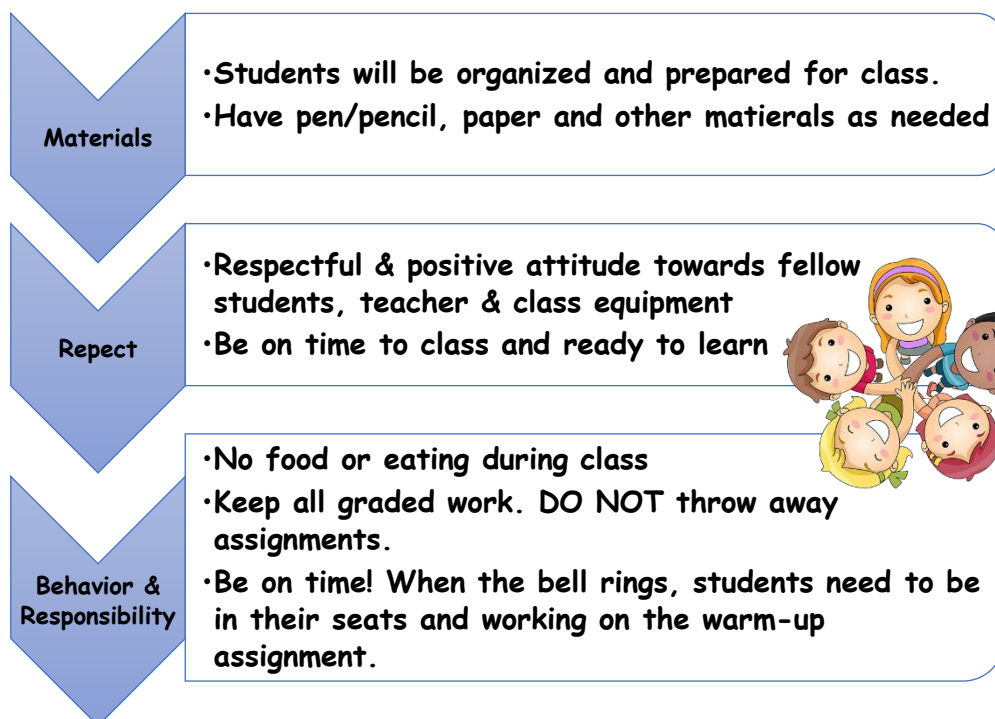 Materials
·Students will be organized and prepared for class.
·Have pen/pencil, paper and other matierals as needed
Repect
·Respectful & positive attitude towards fellow
students, teacher & class equipment
·Be on time to class and ready to learn
Behavior &
Responsibility
·No food or eating during class
·Keep all graded work. DO NOT throw away
assignments.
·Be on time! When the bell rings, students need to be
in their seats and working on the warm-up
assignment.